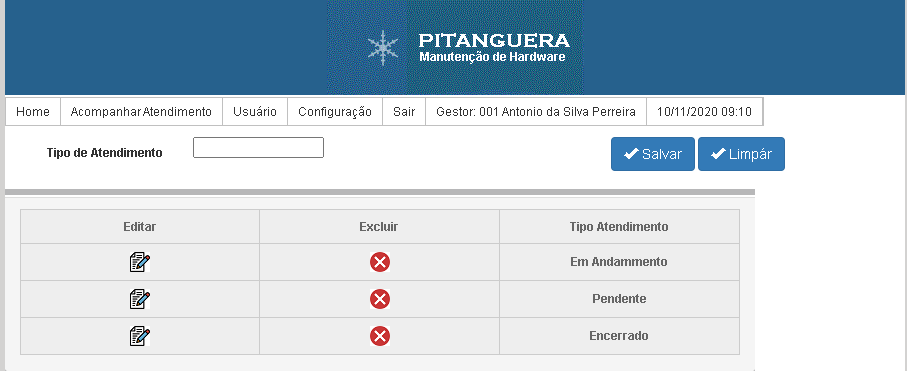 PITANGUERA
Manutenção de Hardware
Home Acompanhar Atendimento Usuário Configuração Sair Gestor: 001 Antonio da Silva Perreira 10/11/2020 09:10
Tipo de Atendimento Salvar Limpár
Editar Excluir Tipo Atendimento
Em Andammento
Pendente
Encerrado